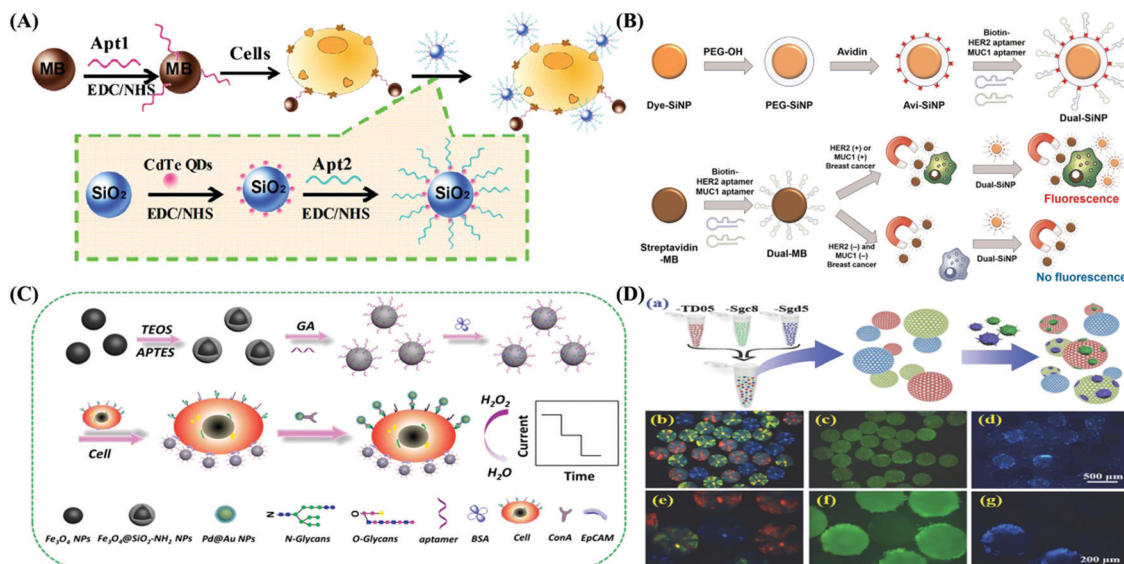 (A)
Apt1
MB
EDC/NHS
MB
Cells
CdTe QDs
SiO₂
EDC/NHS
SiO₂
Apt2
EDC/NHS
SiO₂
(B)
PEG-OH
Avidin
Biotin-
HER2 aptamer
MUC1 aptamer
Dye-SiNP
PEG-SiNP
Avi-SiNP
Dual-SiNP
Biotin-
HER2 aptamer
MUC1 aptamer
Streptavidin
-MB
Dual-MB
HER2 (+) or
MUC1 (+)
Breast cancer
Dual-SiNP
Fluorescence
HER2 (–) and
MUC1 (–)
Breast cancer
Dual-SiNP
No fluorescence
(C)
TEOS
APTES
GA
Cell
H₂O₂
H₂O
Current
Time
N
O
Fe₃O₄ NPs
Fe₃O₄@SiO₂-NH₂ NPs
Pd@Au NPs
N-Glycans
O-Glycans
aptamer
BSA
Cell
ConA
EpCAM
(D)
(a)
-TD05
-Sgc8
-Sgd5
(b)
(c)
(d)
500 μm
(e)
(f)
(g)
200 μm